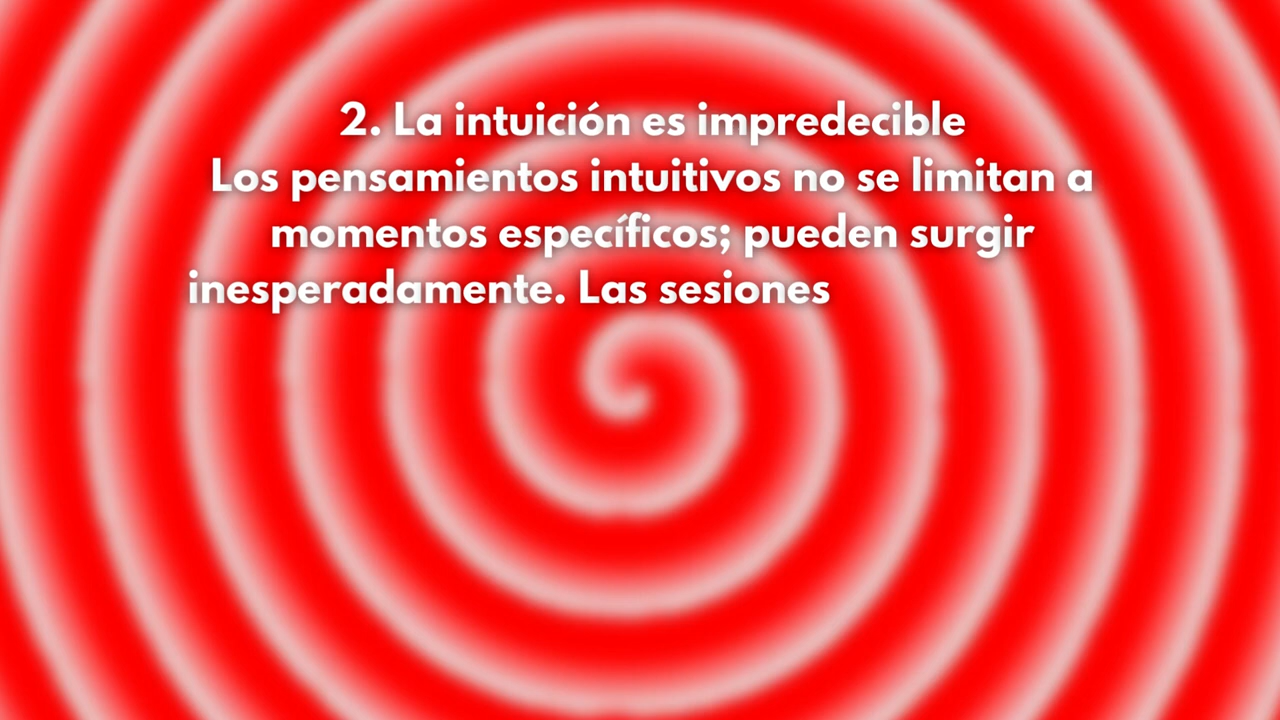 2. La intuición es impredecible
Los pensamientos intuitivos no se limitan a
momentos específicos; pueden surgir
inesperadamente. Las sesiones